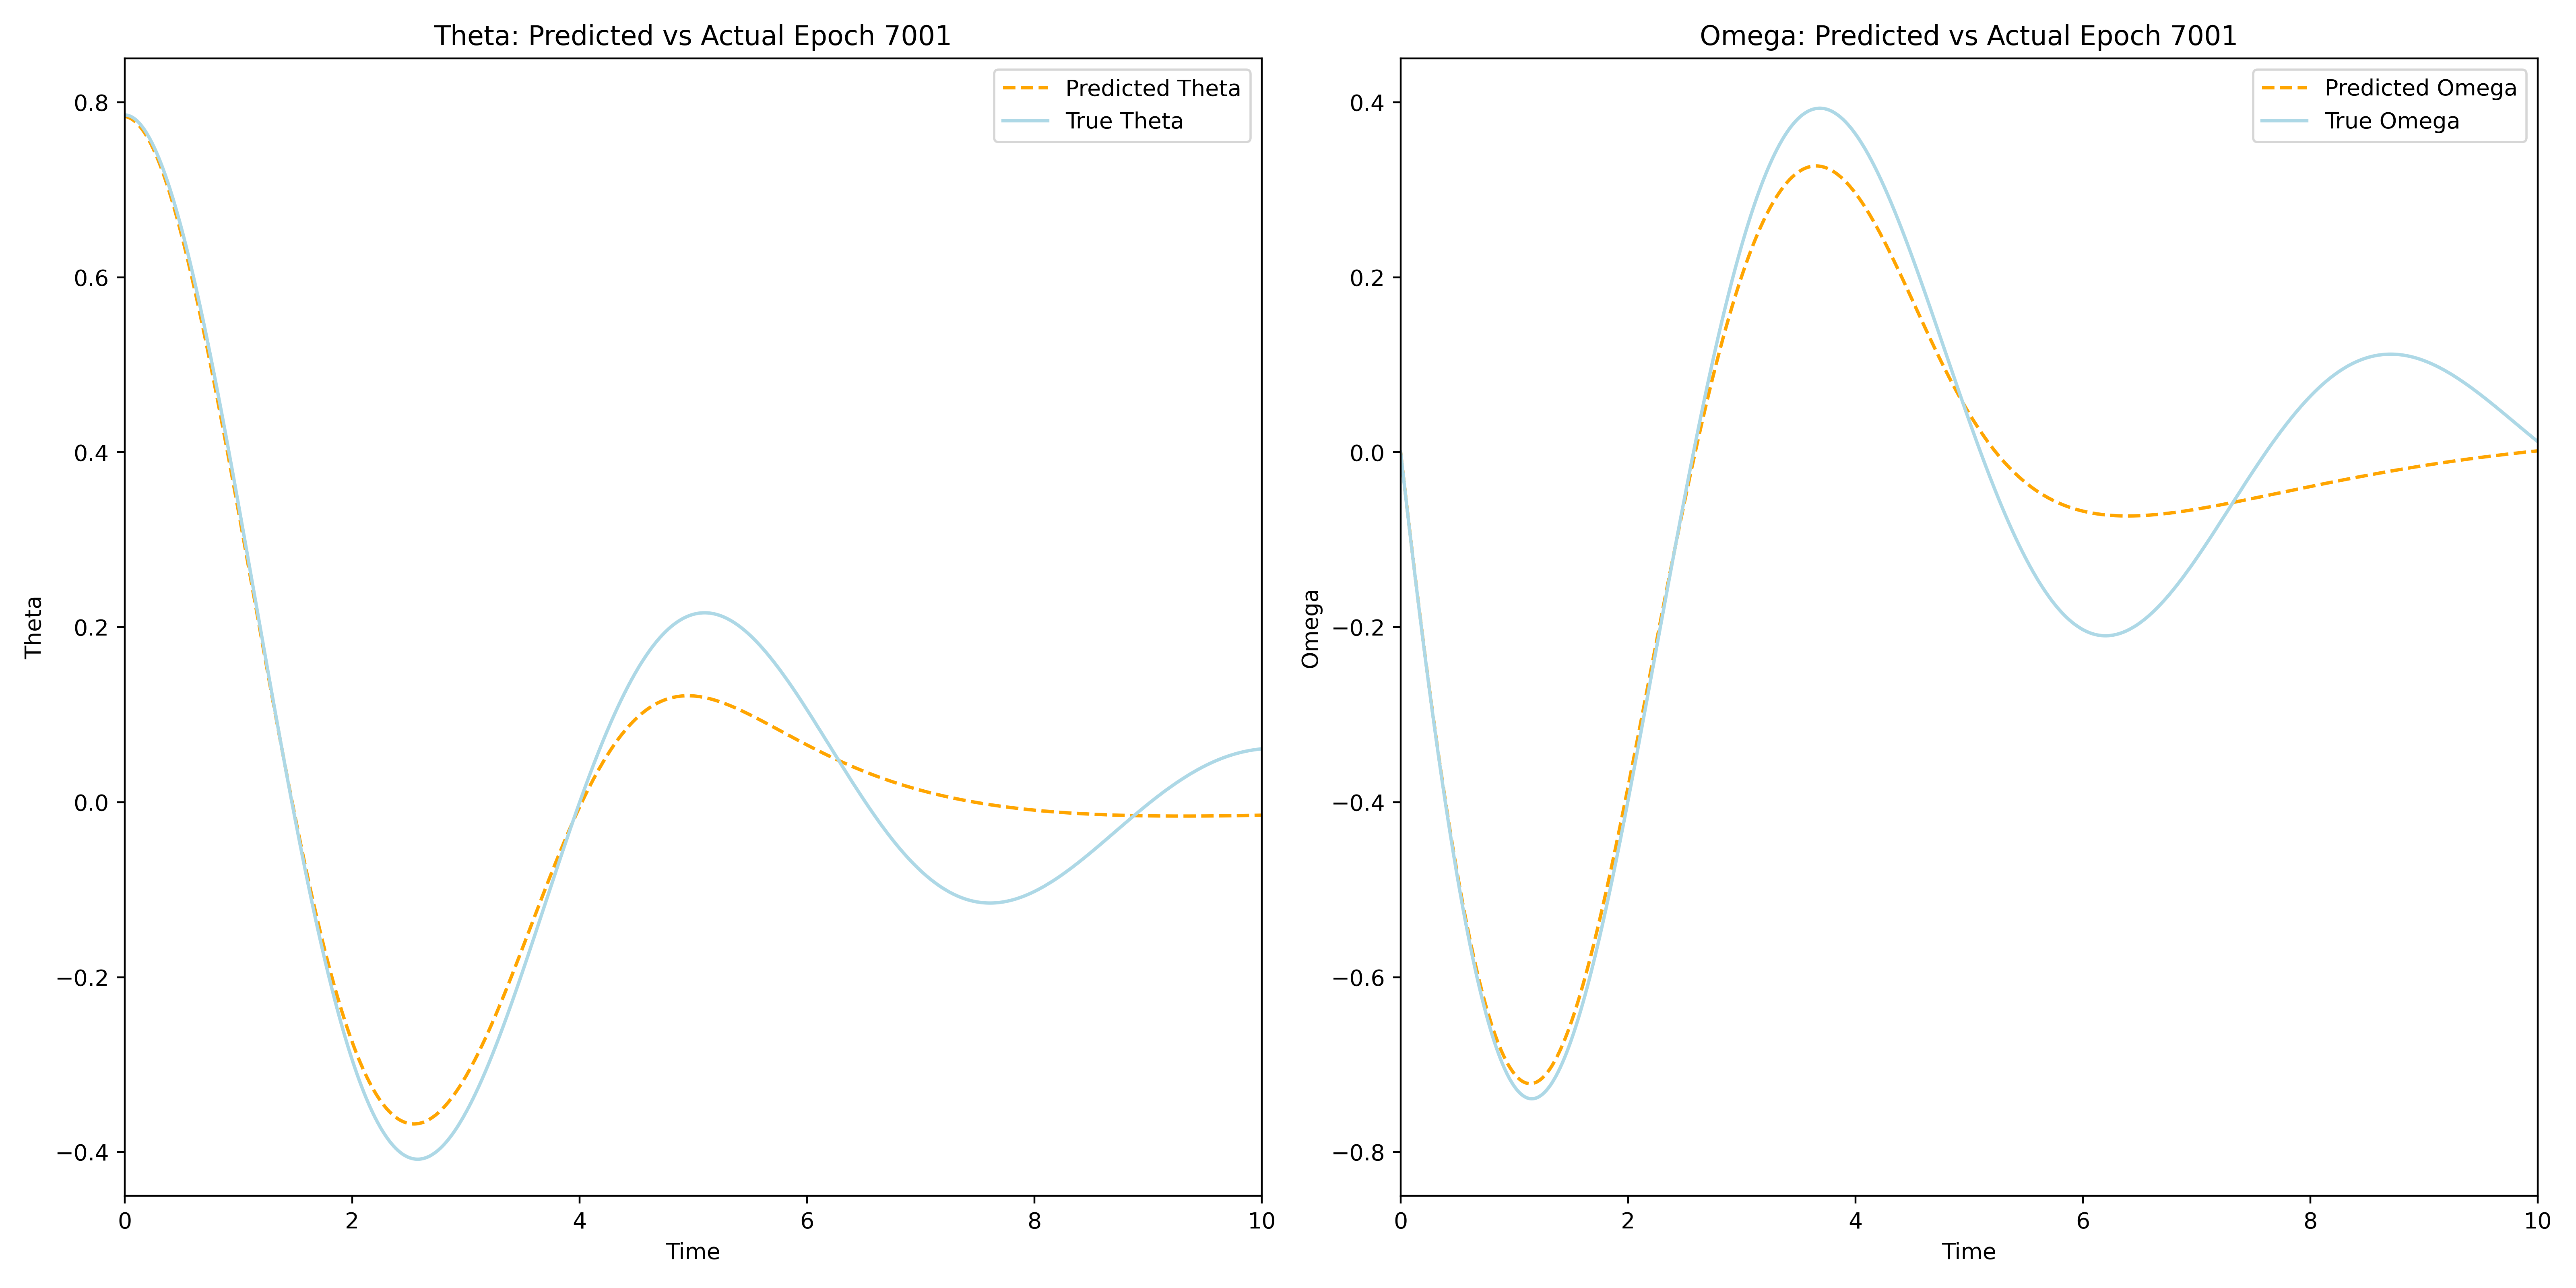 Theta: Predicted vs Actual Epoch 7001
Predicted Theta
True Theta
0.8
0.6
0.4
0.2
0.0
−0.2
−0.4
Theta
0
2
4
6
8
10
Time
Omega: Predicted vs Actual Epoch 7001
Predicted Omega
True Omega
0.4
0.2
0.0
−0.2
−0.4
−0.6
−0.8
Omega
0
2
4
6
8
10
Time